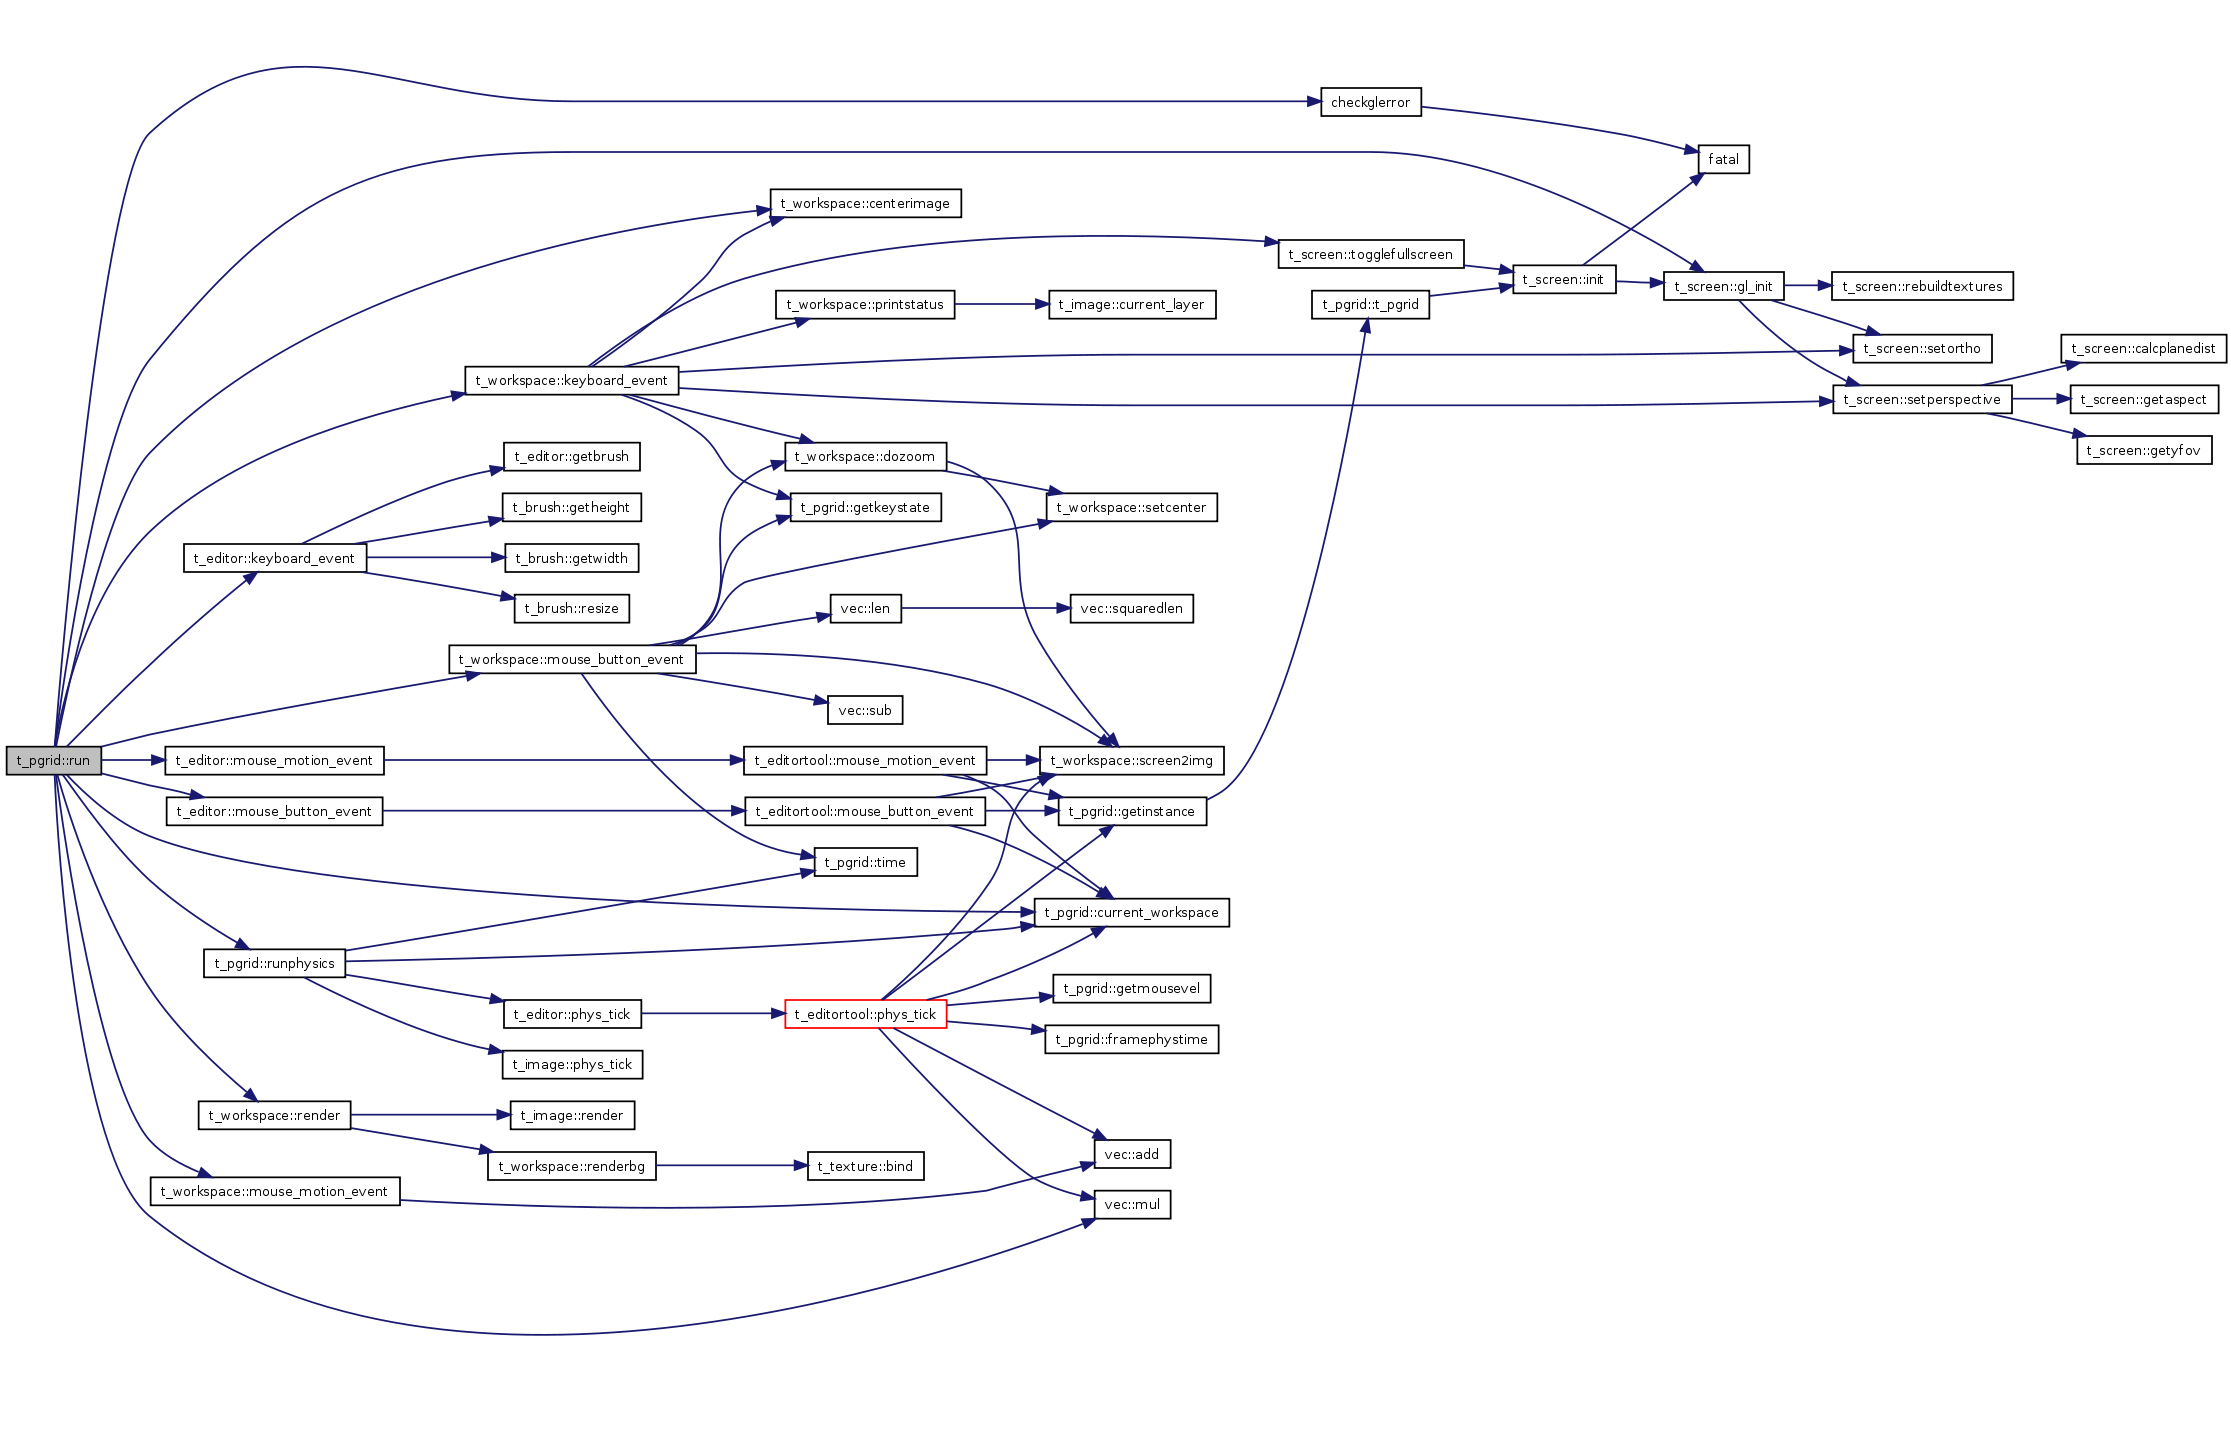 checkglerror
fatal
t_workspace::centerimage
t_screen::togglefullscreen
t_screen::init
t_screen::gl_init
t_screen::rebuildtextures
t_workspace::printstatus
t_image::current_layer
t_pgrid::t_pgrid
t_screen::setortho
t_screen::calcplanedist
t_workspace::keyboard_event
t_screen::setperspective
t_screen::getaspect
t_screen::getyfov
t_editor::getbrush
t_workspace::dozoom
t_brush::getheight
t_pgrid::getkeystate
t_workspace::setcenter
t_editor::keyboard_event
t_brush::getwidth
t_brush::resize
vec::len
vec::squaredlen
t_workspace::mouse_button_event
vec::sub
t_pgrid::run
t_editor::mouse_motion_event
t_editortool::mouse_motion_event
t_workspace::screen2img
t_editor::mouse_button_event
t_editortool::mouse_button_event
t_pgrid::getinstance
t_pgrid::time
t_pgrid::current_workspace
t_pgrid::runphysics
t_pgrid::getmousevel
t_editor::phys_tick
t_editortool::phys_tick
t_pgrid::framephystime
t_image::phys_tick
t_workspace::render
t_image::render
vec::add
t_workspace::renderbg
t_texture::bind
t_workspace::mouse_motion_event
vec::mul